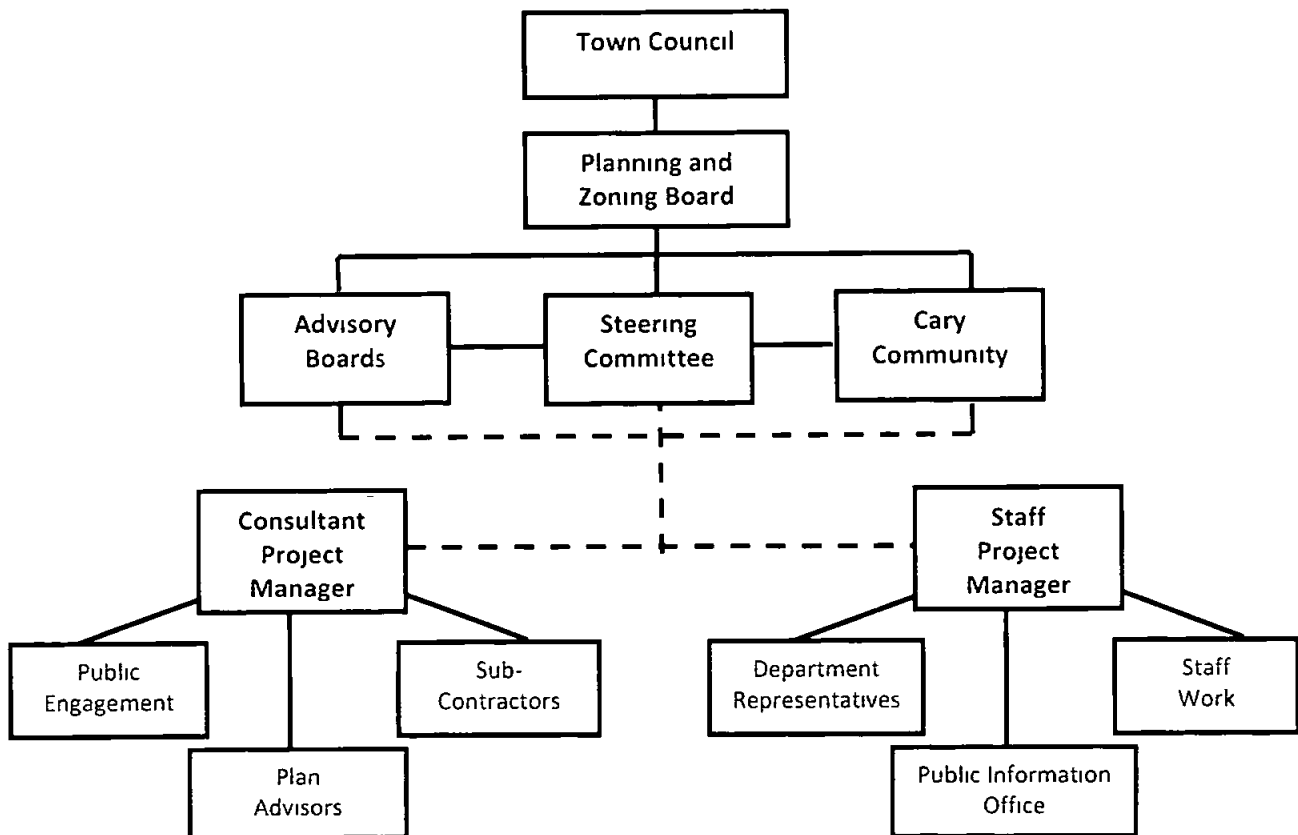 Town Council
Planning and
Zoning Board
Advisory
Boards
Steering
Committee
Cary
Community
Consultant
Project
Manager
Staff
Project
Manager
Public
Engagement
Sub-
Contractors
Department
Representatives
Staff
Work
Plan
Advisors
Public Information
Office